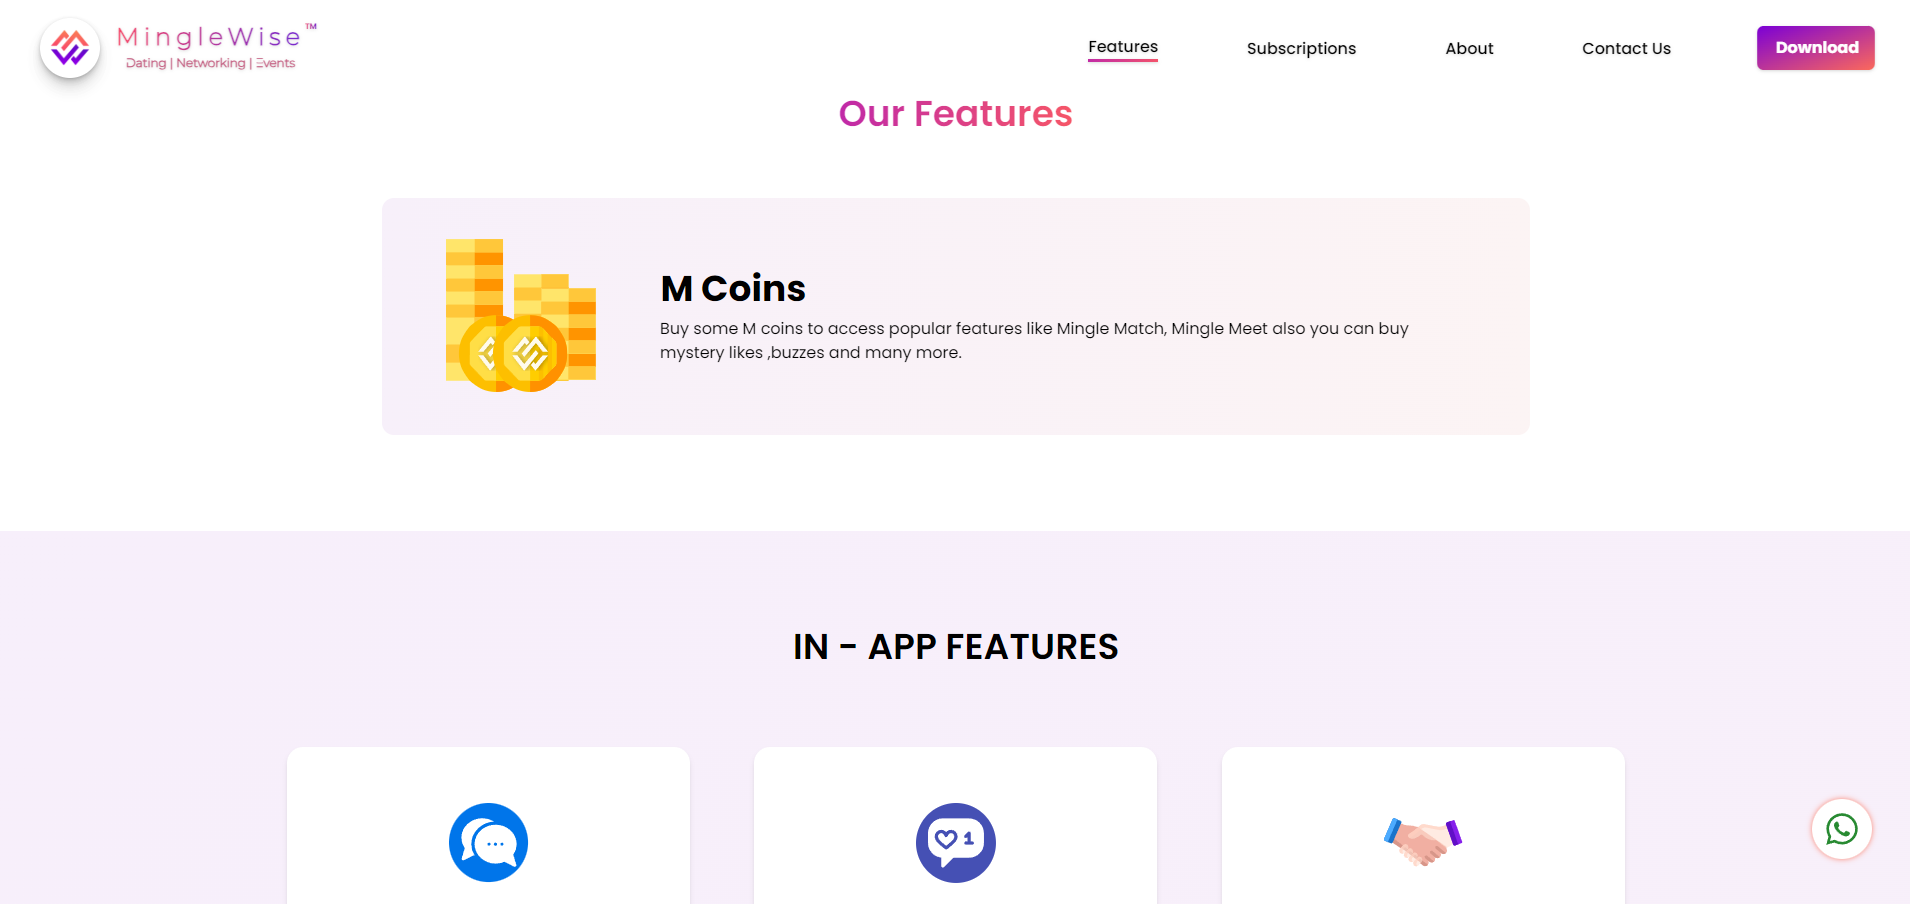 MingleWise™
Dating | Networking | Events
Features
Subscriptions
About
Contact Us
Download
Our Features
M Coins
Buy some M coins to access popular features like Mingle Match, Mingle Meet also you can buy
mystery likes ,buzzes and many more.
IN - APP FEATURES
1